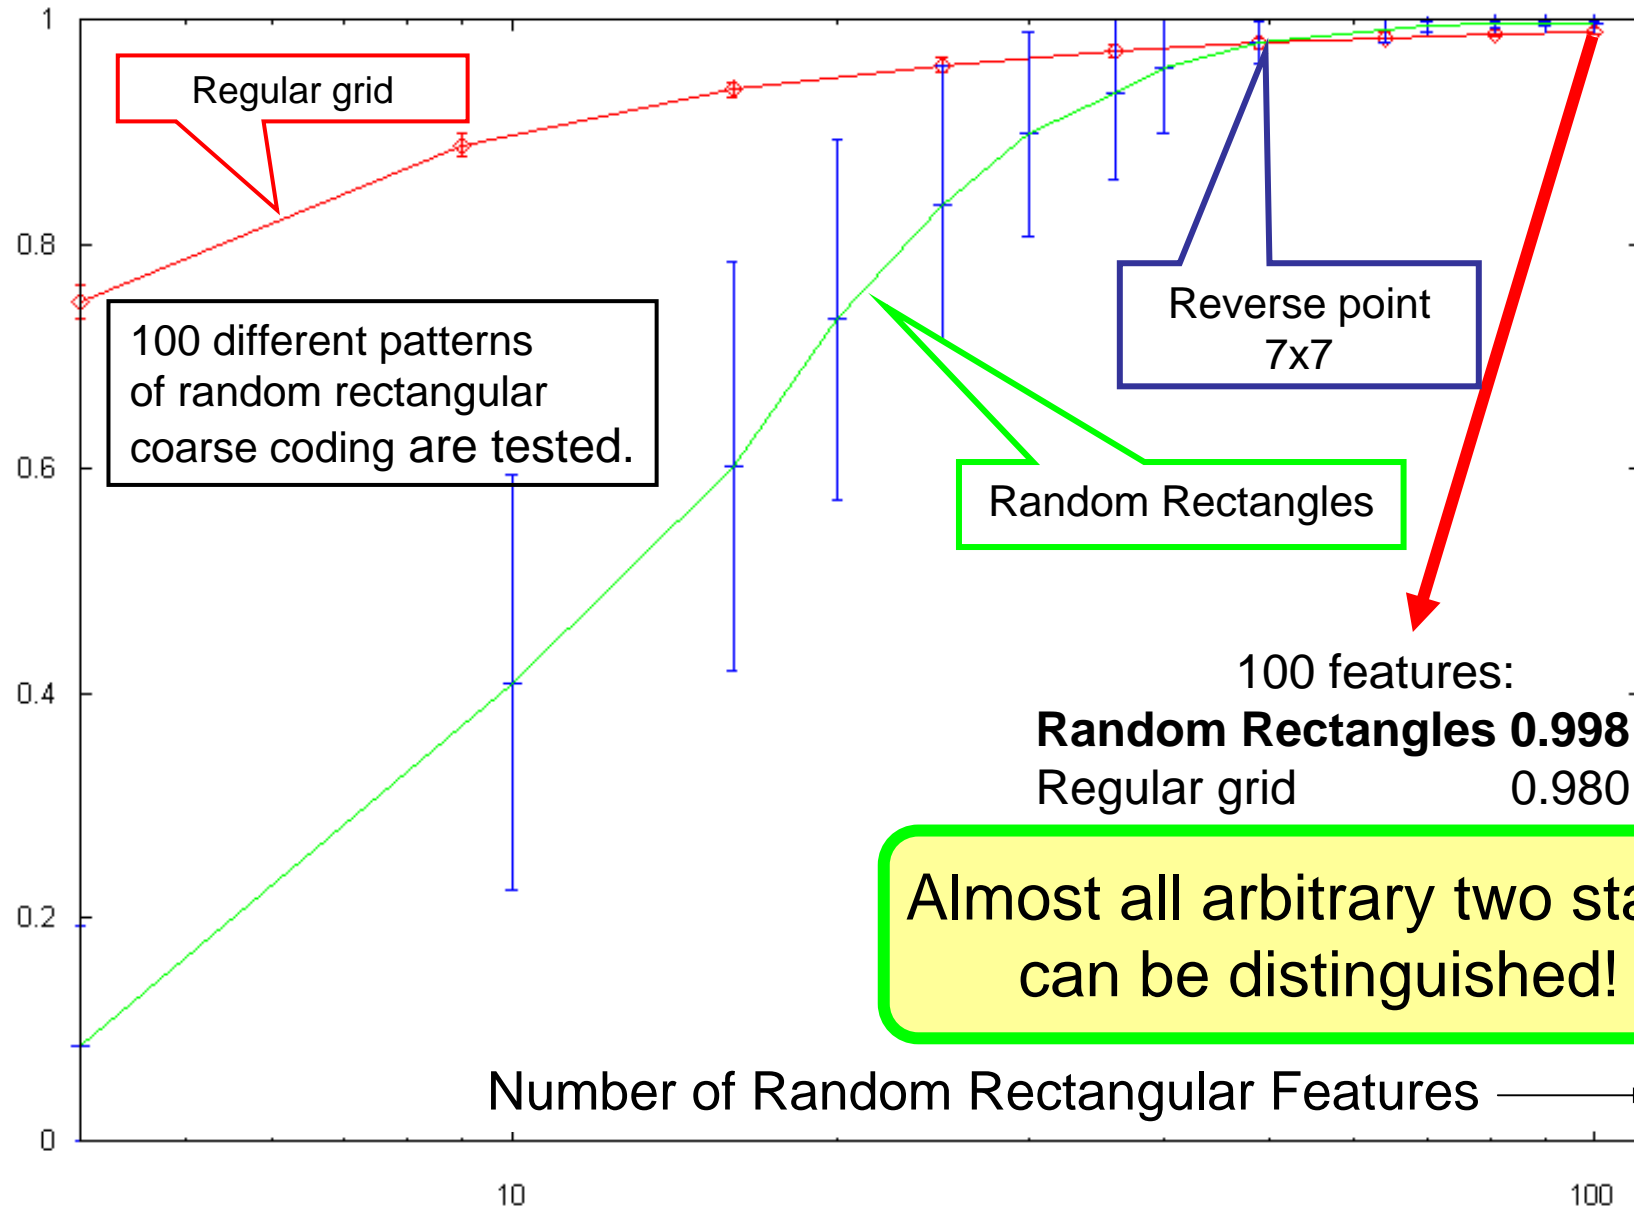 1
Regular grid
0.8
100 different patterns
of random rectangular
coarse coding are tested.
Reverse point
7x7
0.6
Random Rectangles
100 features:
0.4
Random Rectangles 0.998
Regular grid 0.980
Almost all arbitrary two sta
can be distinguished!
0.2
Number of Random Rectangular Features
0
10
100